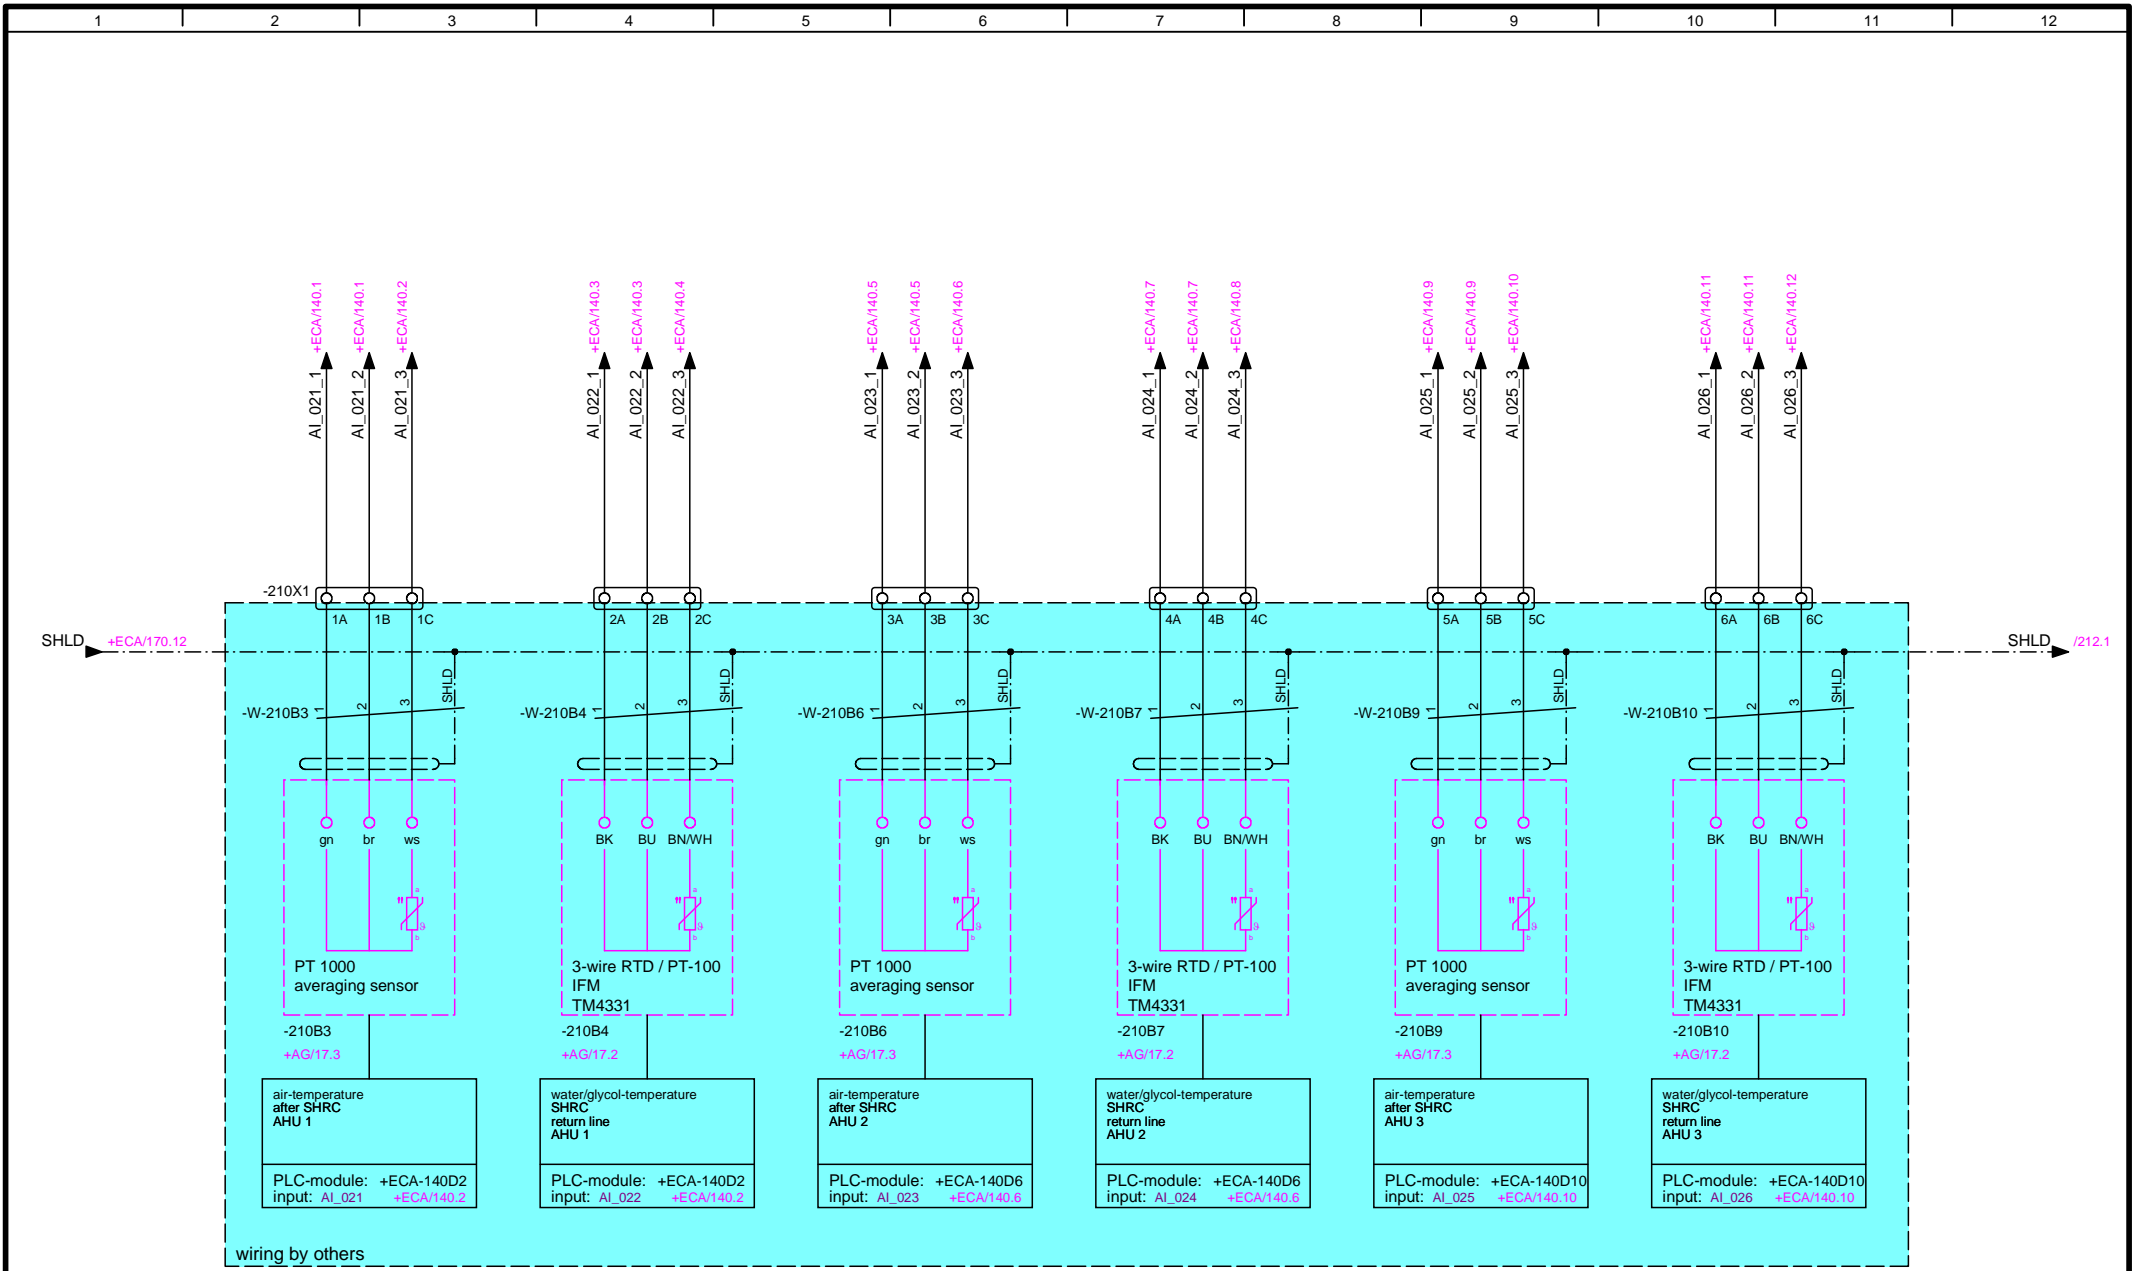 1 2 3 4 5 6 7 8 9 10 11 12
+ECA/140.1 +ECA/140.1 +ECA/140.2 +ECA/140.3 +ECA/140.3 +ECA/140.4 +ECA/140.5 +ECA/140.5 +ECA/140.6 +ECA/140.7 +ECA/140.7 +ECA/140.8 +ECA/140.9 +ECA/140.9 +ECA/140.10 +ECA/140.11 +ECA/140.11 +ECA/140.12
AI_021_1 AI_021_2 AI_021_3 AI_022_1 AI_022_2 AI_022_3 AI_023_1 AI_023_2 AI_023_3 AI_024_1 AI_024_2 AI_024_3 AI_025_1 AI_025_2 AI_025_3 AI_026_1 AI_026_2 AI_026_3
-210X1
1A 1B 1C 2A 2B 2C 3A 3B 3C 4A 4B 4C 5A 5B 5C 6A 6B 6C
SHLD +ECA/170.12 SHLD /212.1
SHLD SHLD SHLD SHLD SHLD SHLD
-W-210B3 1 2 3 -W-210B4 1 2 3 -W-210B6 1 2 3 -W-210B7 1 2 3 -W-210B9 1 2 3 -W-210B10 1 2 3
gn br ws BK BU BN/WH gn br ws BK BU BN/WH gn br ws BK BU BN/WH
a a a a a a
ϑ ϑ ϑ ϑ ϑ ϑ
b b b b b b
PT 1000
averaging sensor
-210B3
+AG/17.3
3-wire RTD / PT-100
IFM
TM4331
-210B4
+AG/17.2
PT 1000
averaging sensor
-210B6
+AG/17.3
3-wire RTD / PT-100
IFM
TM4331
-210B7
+AG/17.2
PT 1000
averaging sensor
-210B9
+AG/17.3
3-wire RTD / PT-100
IFM
TM4331
-210B10
+AG/17.2
air-temperature
after SHRC
AHU 1
PLC-module: +ECA-140D2
input: AI_021 +ECA/140.2
water/glycol-temperature
SHRC
return line
AHU 1
PLC-module: +ECA-140D2
input: AI_022 +ECA/140.2
air-temperature
after SHRC
AHU 2
PLC-module: +ECA-140D6
input: AI_023 +ECA/140.6
water/glycol-temperature
SHRC
return line
AHU 2
PLC-module: +ECA-140D6
input: AI_024 +ECA/140.6
air-temperature
after SHRC
AHU 3
PLC-module: +ECA-140D10
input: AI_025 +ECA/140.10
water/glycol-temperature
SHRC
return line
AHU 3
PLC-module: +ECA-140D10
input: AI_026 +ECA/140.10
wiring by others